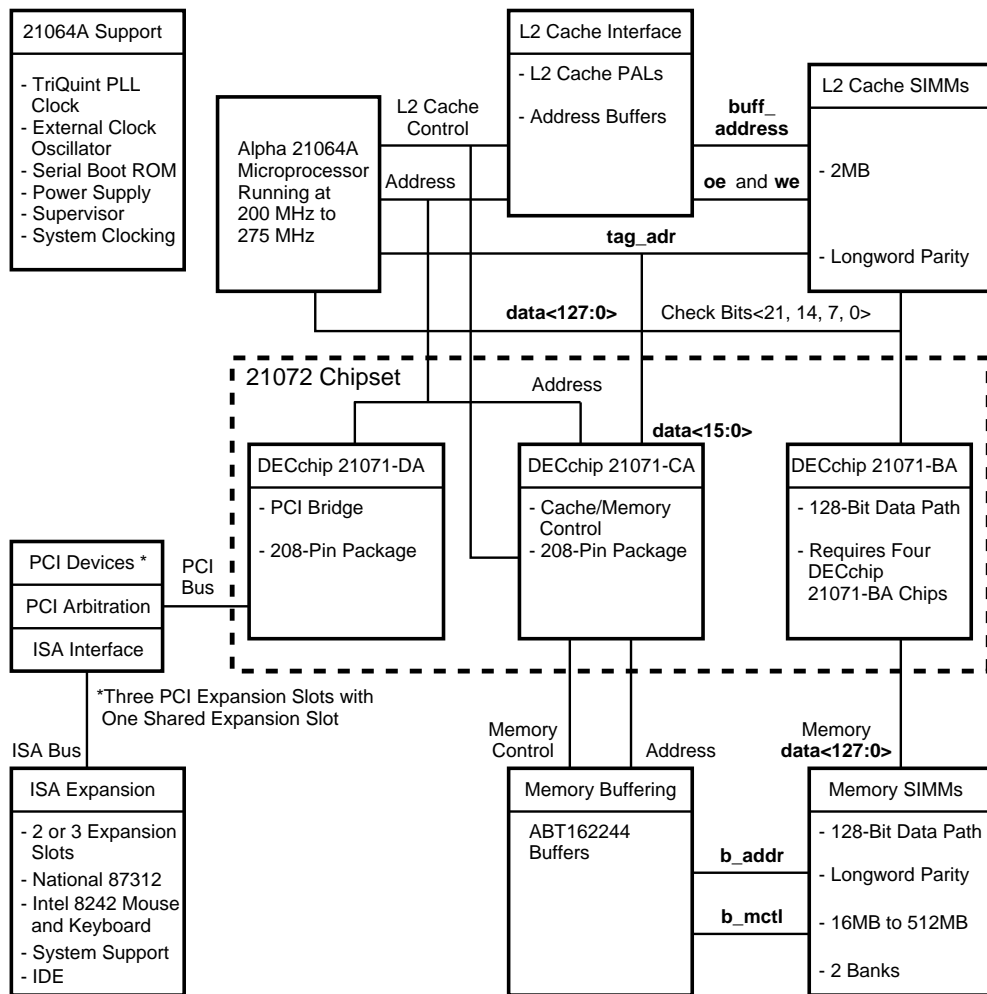 21064A Support
- TriQuint PLL
Clock
- External Clock
Oscillator
- Serial Boot ROM
- Power Supply
- Supervisor
- System Clocking
Alpha 21064A
Microprocessor
Running at
200 MHz to
275 MHz
L2 Cache
Control
Address
L2 Cache Interface
- L2 Cache PALs
- Address Buffers
buff_
address
oe and we
tag_adr
L2 Cache SIMMs
- 2MB
- Longword Parity
data<127:0>
Check Bits<21, 14, 7, 0>
21072 Chipset
Address
data<15:0>
DECchip 21071-DA
- PCI Bridge
- 208-Pin Package
DECchip 21071-CA
- Cache/Memory
Control
- 208-Pin Package
DECchip 21071-BA
- 128-Bit Data Path
- Requires Four
DECchip
21071-BA Chips
PCI Devices *
PCI Arbitration
ISA Interface
PCI
Bus
*Three PCI Expansion Slots with
One Shared Expansion Slot
ISA Bus
Memory
Control
Address
Memory
data<127:0>
ISA Expansion
- 2 or 3 Expansion
Slots
- National 87312
- Intel 8242 Mouse
and Keyboard
- System Support
- IDE
Memory Buffering
ABT162244
Buffers
b_addr
b_mctl
Memory SIMMs
- 128-Bit Data Path
- Longword Parity
- 16MB to 512MB
- 2 Banks